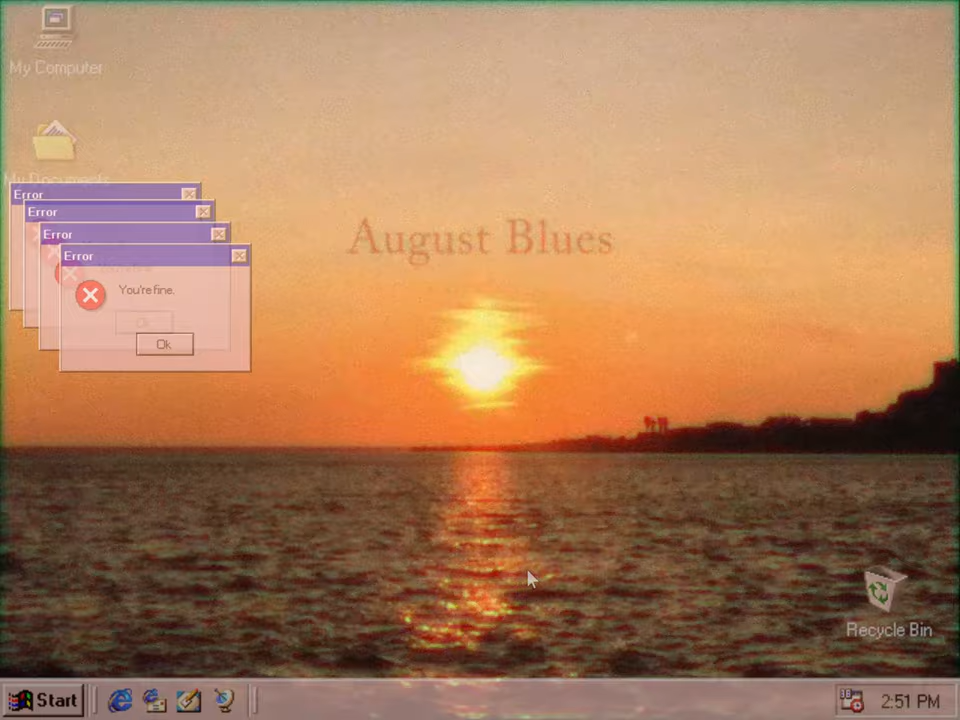 My Computer
My Documents
Error
Error
Error
Error
You're fine.
Ok
August Blues
Recycle Bin
Start
2:51 PM